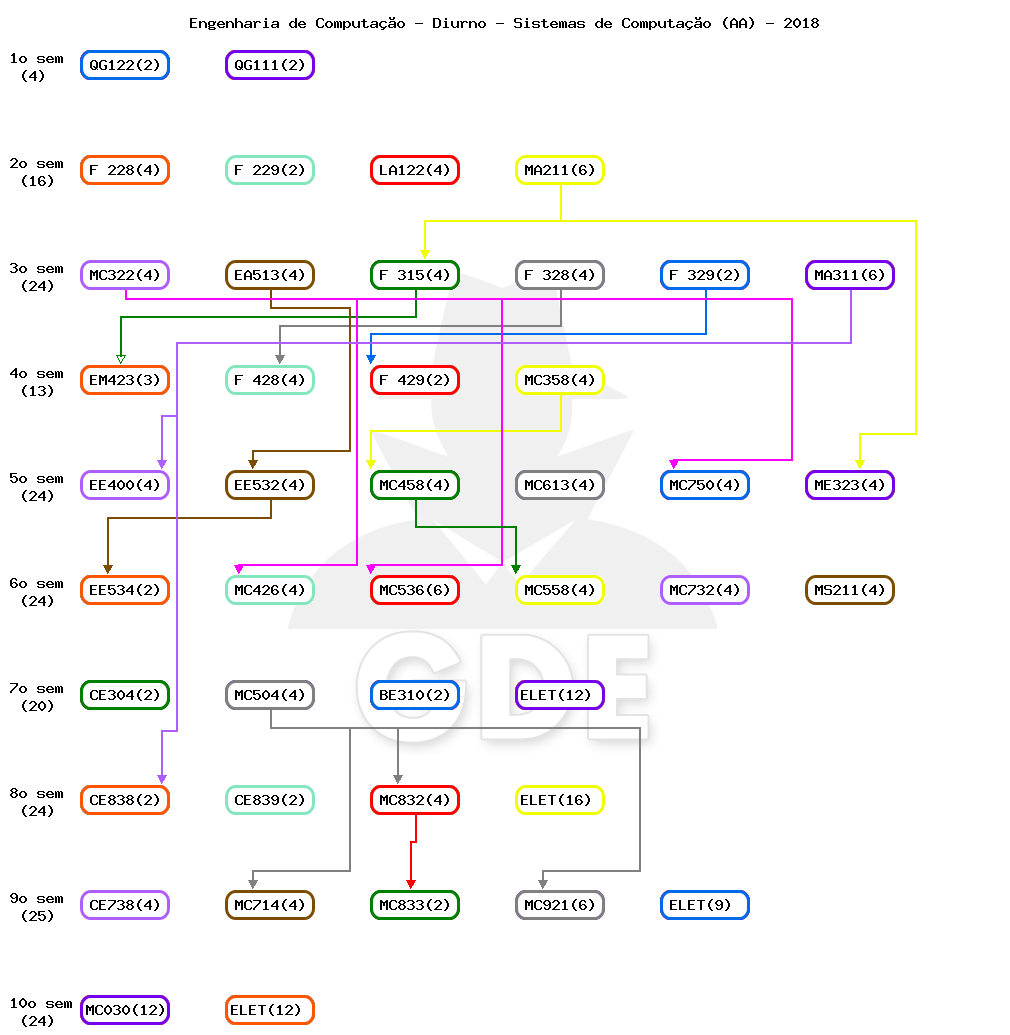 Engenharia de Computação - Diurno - Sistemas de Computação (AA) - 2018
1o sem QG122(2) QG111(2)
(4)
2o sem F 228(4) F 229(2) LA122(4) MA211(6)
(16)
3o sem MC322(4) EA513(4) F 315(4) F 328(4) F 329(2) MA311(6)
(24)
4o sem EM423(3) F 428(4) F 429(2) MC358(4)
(13)
5o sem EE400(4) EE532(4) MC458(4) MC613(4) MC750(4) ME323(4)
(24)
6o sem EE534(2) MC426(4) MC536(6) MC558(4) MC732(4) MS211(4)
(24)
7o sem CE304(2) MC504(4) BE310(2) ELET(12)
(20)
GDE
8o sem CE838(2) CE839(2) MC832(4) ELET(16)
(24)
9o sem CE738(4) MC714(4) MC833(2) MC921(6) ELET(9)
(25)
10o sem MC030(12) ELET(12)
(24)